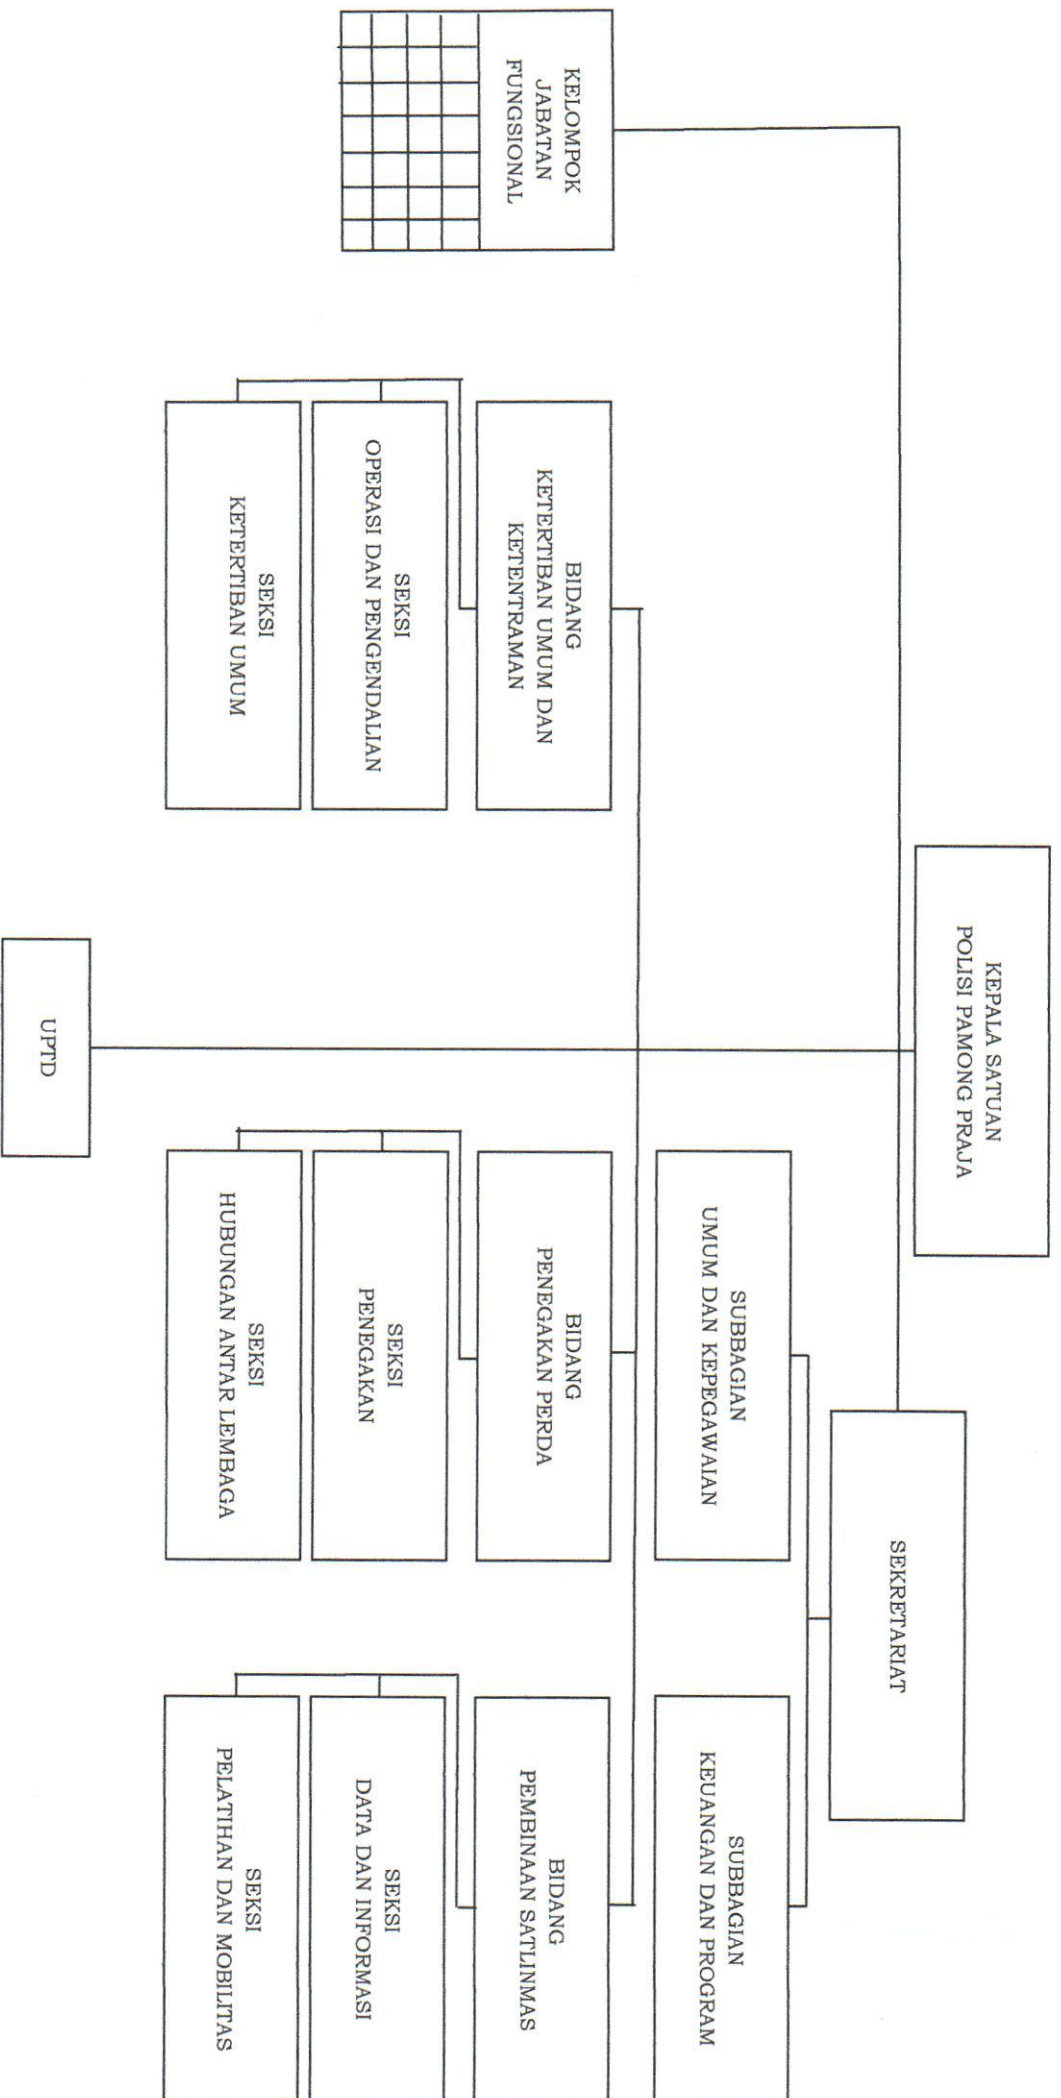 KEPALA SATUAN
POLISI PAMONG PRAJA
SEKRETARIAT
SUBBAGIAN
UMUM DAN KEPEGAWAIAN
SUBBAGIAN
KEUANGAN DAN PROGRAM
KELOMPOK
JABATAN
FUNGSIONAL
BIDANG
KETERTIBAN UMUM DAN
KETENTRAMAN
SEKSI
OPERASI DAN PENGENDALIAN
SEKSI
KETERTIBAN UMUM
BIDANG
PENEGAKAN PERDA
SEKSI
PENEGAKAN
SEKSI
HUBUNGAN ANTAR LEMBAGA
BIDANG
PEMBINAAN SATLINMAS
SEKSI
DATA DAN INFORMASI
SEKSI
PELATIHAN DAN MOBILITAS
UPTD